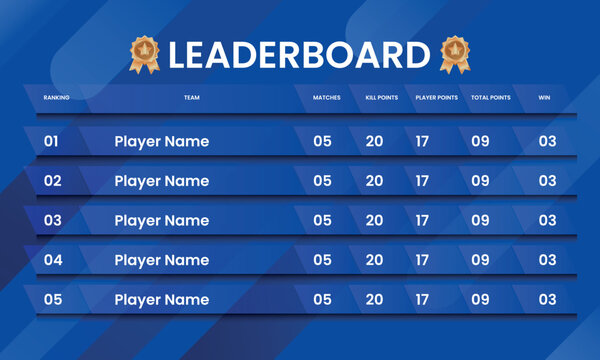 LEADERBOARD
RANKING TEAM MATCHES KILL POINTS PLAYER POINTS TOTAL POINTS WIN
01 Player Name 05 20 17 09 03
02 Player Name 05 20 17 09 03
03 Player Name 05 20 17 09 03
04 Player Name 05 20 17 09 03
05 Player Name 05 20 17 09 03